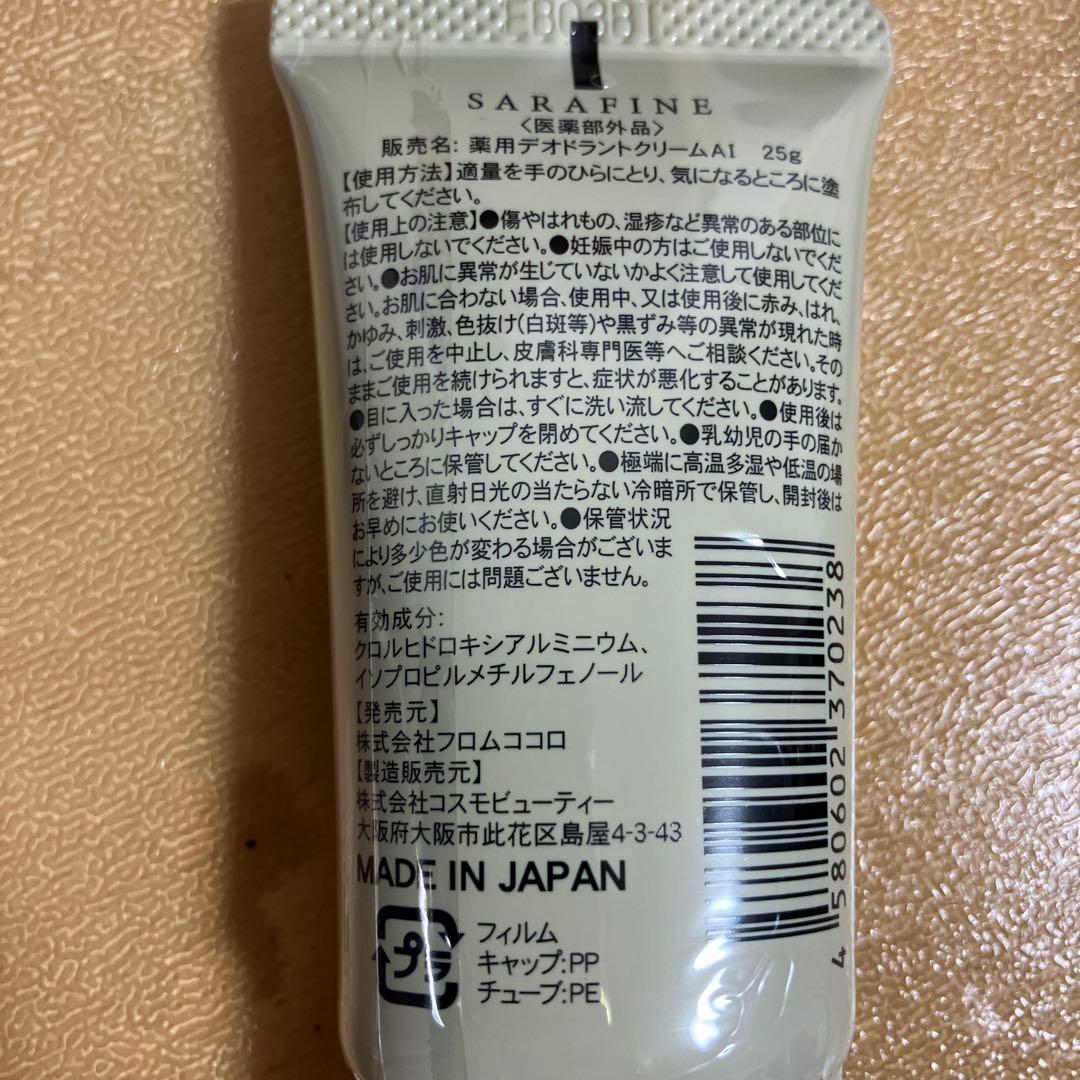 EB03BT
SARAFINE
〈医薬部外品〉
販売名: 薬用デオドラントクリームAI 25g
【使用方法】適量を手のひらにとり、気になるところに塗
布してください。
【使用上の注意】●傷やはれもの、湿疹など異常のある部位に
は使用しないでください。●妊娠中の方はご使用しないでくだ
さい。●お肌に異常が生じていないかよく注意して使用してくだ
さい。お肌に合わない場合、使用中、又は使用後に赤み、はれ、
かゆみ、刺激、色抜け(白斑等)や黒ずみ等の異常が現れた時
は、ご使用を中止し、皮膚科専門医等へご相談ください。その
ままご使用を続けられますと、症状が悪化することがあります。
●目に入った場合は、すぐに洗い流してください。●使用後は
必ずしっかりキャップを閉めてください。●乳幼児の手の届か
ないところに保管してください。●極端に高温多湿や低温の場
所を避け、直射日光の当たらない冷暗所で保管し、開封後は
お早めにお使いください。●保管状況
により多少色が変わる場合がございま
すが、ご使用には問題ございません。
有効成分:
クロルヒドロキシアルミニウム、
イソプロピルメチルフェノール
【発売元】
株式会社フロムココロ
【製造販売元】
株式会社コスモビューティー
大阪府大阪市此花区島屋4-3-43
MADE IN JAPAN
プラ
フィルム
キャップ:PP
チューブ:PE
4 580602 370238